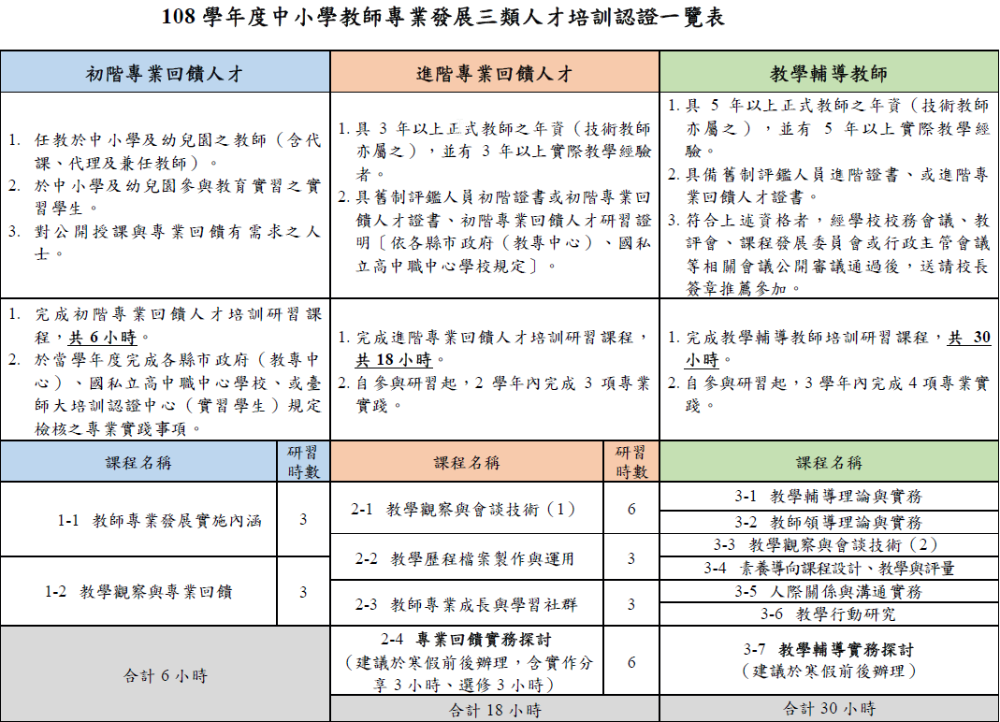 108 學年度中小學教師專業發展三類人才培訓認證一覽表
初階專業回饋人才
進階專業回饋人才
教學輔導教師
1. 任教於中小學及幼兒園之教師（含代
課、代理及兼任教師）。
2. 於中小學及幼兒園參與教育實習之實
習學生。
3. 對公開授課與專業回饋有需求之人
士。
1. 具 3 年以上正式教師之年資（技術教師
亦屬之），並有 3 年以上實際教學經驗
者。
2. 具舊制評鑑人員初階證書或初階專業回
饋人才證書、初階專業回饋人才研習證
明〔依各縣市政府（教專中心）、國私
立高中職中心學校規定〕。
1. 具 5 年以上正式教師之年資（技術教師
亦屬之），並有 5 年以上實際教學經
驗。
2. 具備舊制評鑑人員進階證書、或進階專
業回饋人才證書。
3. 符合上述資格者，經學校校務會議、教
評會、課程發展委員會或行政主管會議
等相關會議公開審議通過後，送請校長
簽章推薦參加。
1. 完成初階專業回饋人才培訓研習課
程，共 6 小時。
2. 於當學年度完成各縣市政府（教專中
心）、國私立高中職中心學校、或臺
師大培訓認證中心（實習學生）規定
檢核之專業實踐事項。
1. 完成進階專業回饋人才培訓研習課程，
共 18 小時。
2. 自參與研習起，2 學年內完成 3 項專業
實踐。
1. 完成教學輔導教師培訓研習課程，共 30
小時。
2. 自參與研習起，3 學年內完成 4 項專業實
踐。
課程名稱
研習
時數
課程名稱
研習
時數
課程名稱
1-1 教師專業發展實施內涵
3
1-2 教學觀察與專業回饋
3
合計 6 小時
2-1 教學觀察與會談技術（1）
6
2-2 教學歷程檔案製作與運用
3
2-3 教師專業成長與學習社群
3
2-4 專業回饋實務探討
（建議於寒假前後辦理，含實作分
享 3 小時、選修 3 小時）
6
合計 18 小時
3-1 教學輔導理論與實務
3-2 教師領導理論與實務
3-3 教學觀察與會談技術（2）
3-4 素養導向課程設計、教學與評量
3-5 人際關係與溝通實務
3-6 教學行動研究
3-7 教學輔導實務探討
（建議於寒假前後辦理）
合計 30 小時